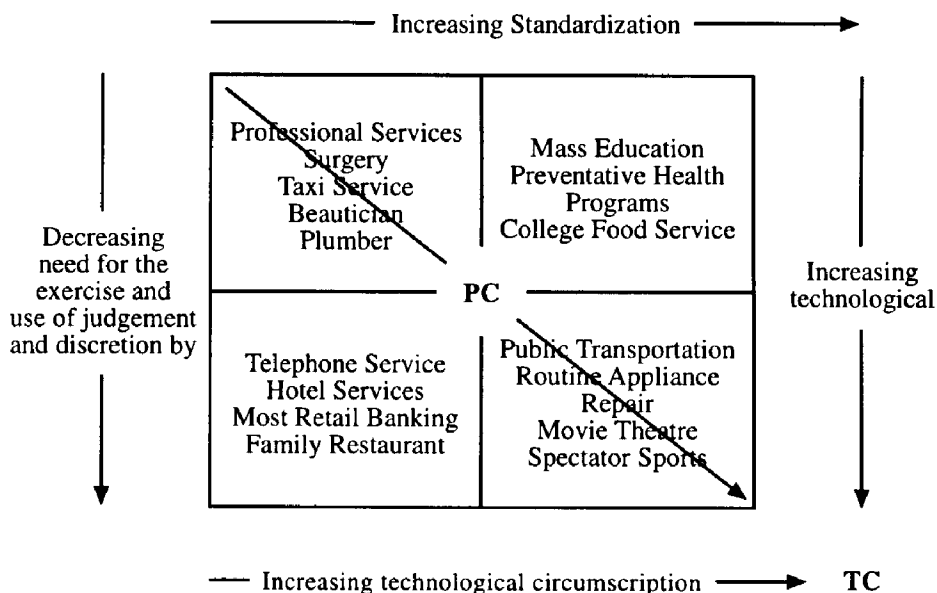 Increasing Standardization
Professional Services
Surgery
Taxi Service
Beautician
Plumber
Mass Education
Preventative Health
Programs
College Food Service
Decreasing
need for the
exercise and
use of judgement
and discretion by
PC
Increasing
technological
Telephone Service
Hotel Services
Most Retail Banking
Family Restaurant
Public Transportation
Routine Appliance
Repair
Movie Theatre
Spectator Sports
Increasing technological circumscription
TC